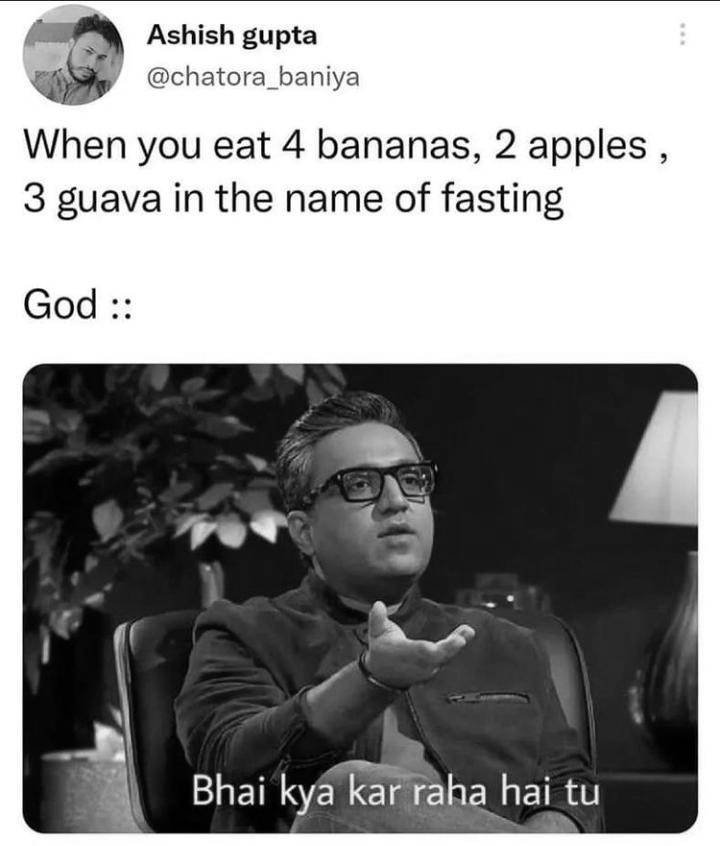 Ashish gupta
@chatora_baniya
When you eat 4 bananas, 2 apples ,
3 guava in the name of fasting
God ::
Bhai kya kar raha hai tu